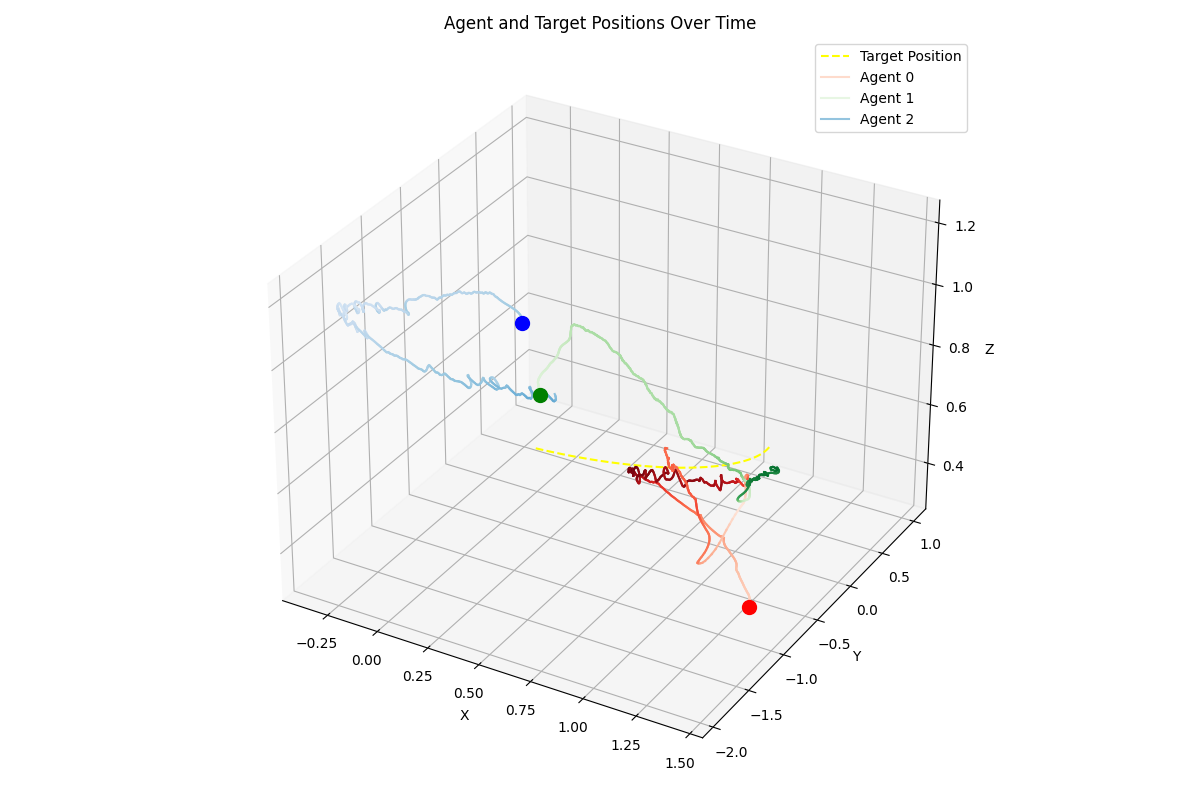 Agent and Target Positions Over Time
Target Position
Agent 0
Agent 1
Agent 2
1.2
1.0
Z
0.8
0.6
0.4
1.0
0.5
0.0
−0.5
Y
−1.0
−1.5
−2.0
−0.25
0.00
0.25
0.50
X
0.75
1.00
1.25
1.50